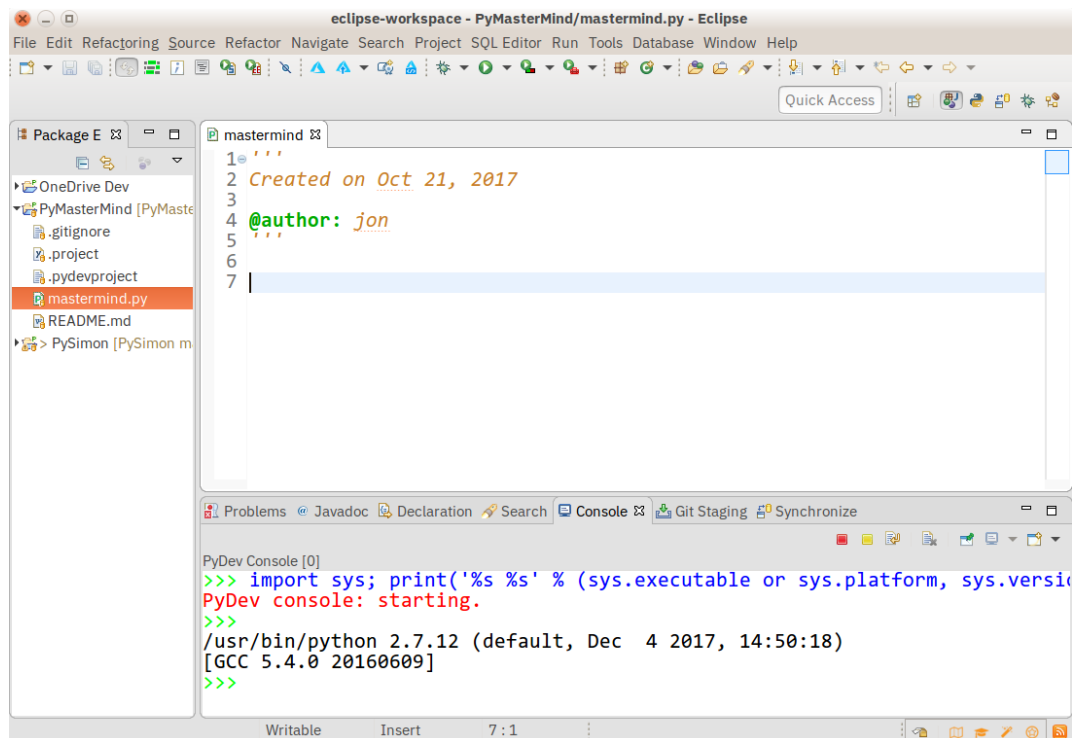 eclipse-workspace - PyMasterMind/mastermind.py - Eclipse
File Edit Refactoring Source Refactor Navigate Search Project SQL Editor Run Tools Database Window Help
Quick Access
Package E
mastermind
OneDrive Dev
PyMasterMind [PyMaste
.gitignore
.project
.pydevproject
mastermind.py
README.md
> PySimon [PySimon m
1 '''
2 Created on Oct 21, 2017
3
4 @author: jon
5 '''
6
7
Problems Javadoc Declaration Search Console Git Staging Synchronize
PyDev Console [0]
>>> import sys; print('%s %s' % (sys.executable or sys.platform, sys.versio
PyDev console: starting.
>>>
/usr/bin/python 2.7.12 (default, Dec  4 2017, 14:50:18)
[GCC 5.4.0 20160609]
>>>
Writable Insert 7 : 1